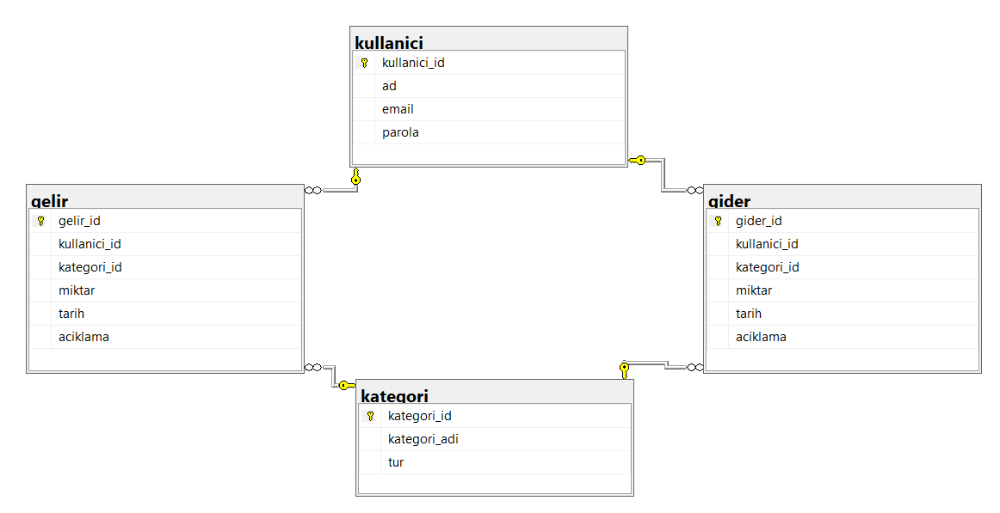 kullanici
kullanici_id
ad
email
parola
gelir
gelir_id
kullanici_id
kategori_id
miktar
tarih
aciklama
gider
gider_id
kullanici_id
kategori_id
miktar
tarih
aciklama
kategori
kategori_id
kategori_adi
tur